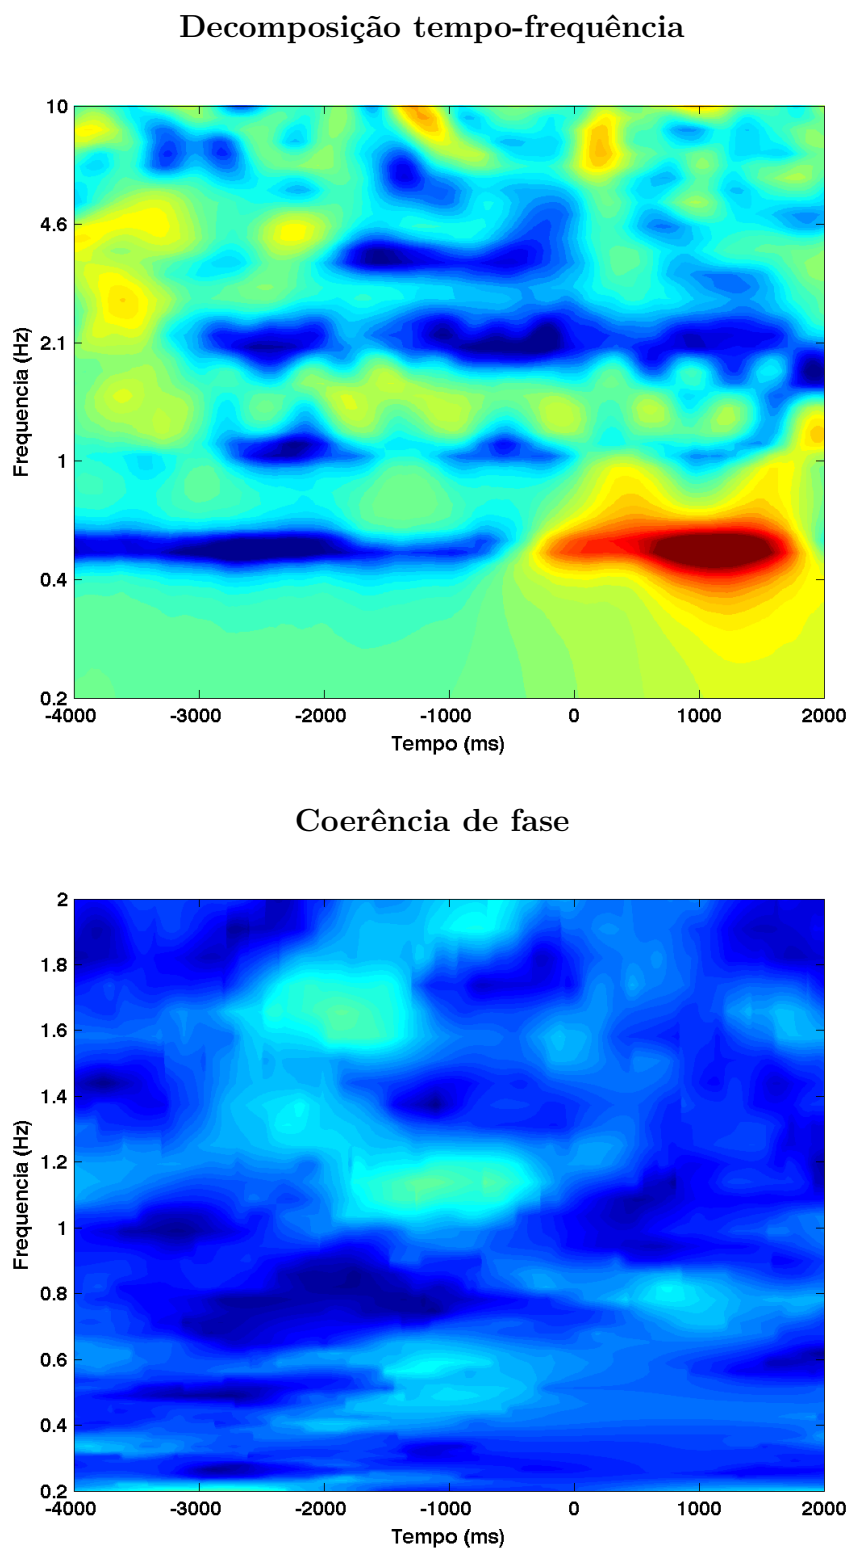 Decomposição tempo-frequência
10
4.6
2.1
1
0.4
0.2
Frequencia (Hz)
-4000 -3000 -2000 -1000 0 1000 2000
Tempo (ms)
Coerência de fase
2
1.8
1.6
1.4
1.2
1
0.8
0.6
0.4
0.2
Frequencia (Hz)
-4000 -3000 -2000 -1000 0 1000 2000
Tempo (ms)